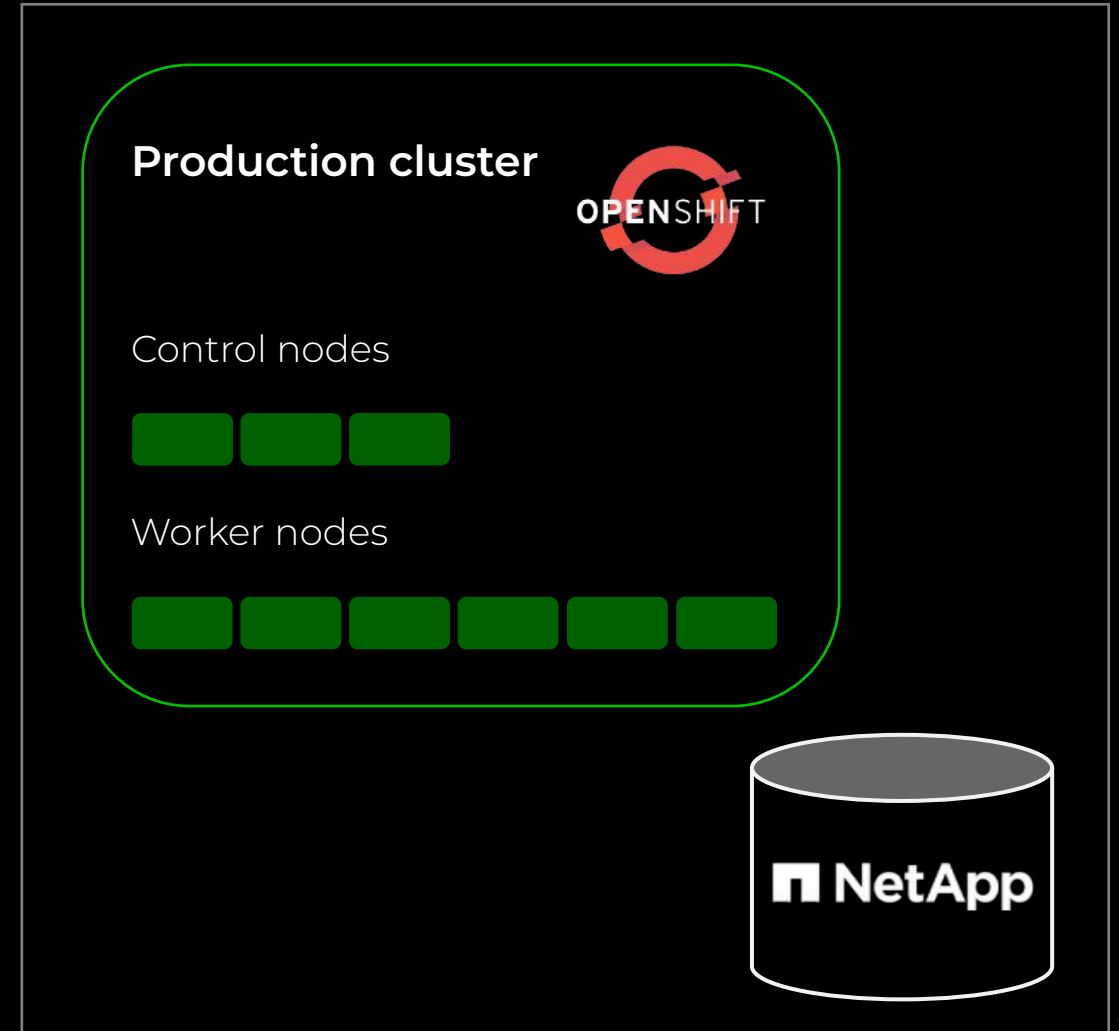 Production cluster
OPENSHIFT
Control nodes
Worker nodes
NetApp